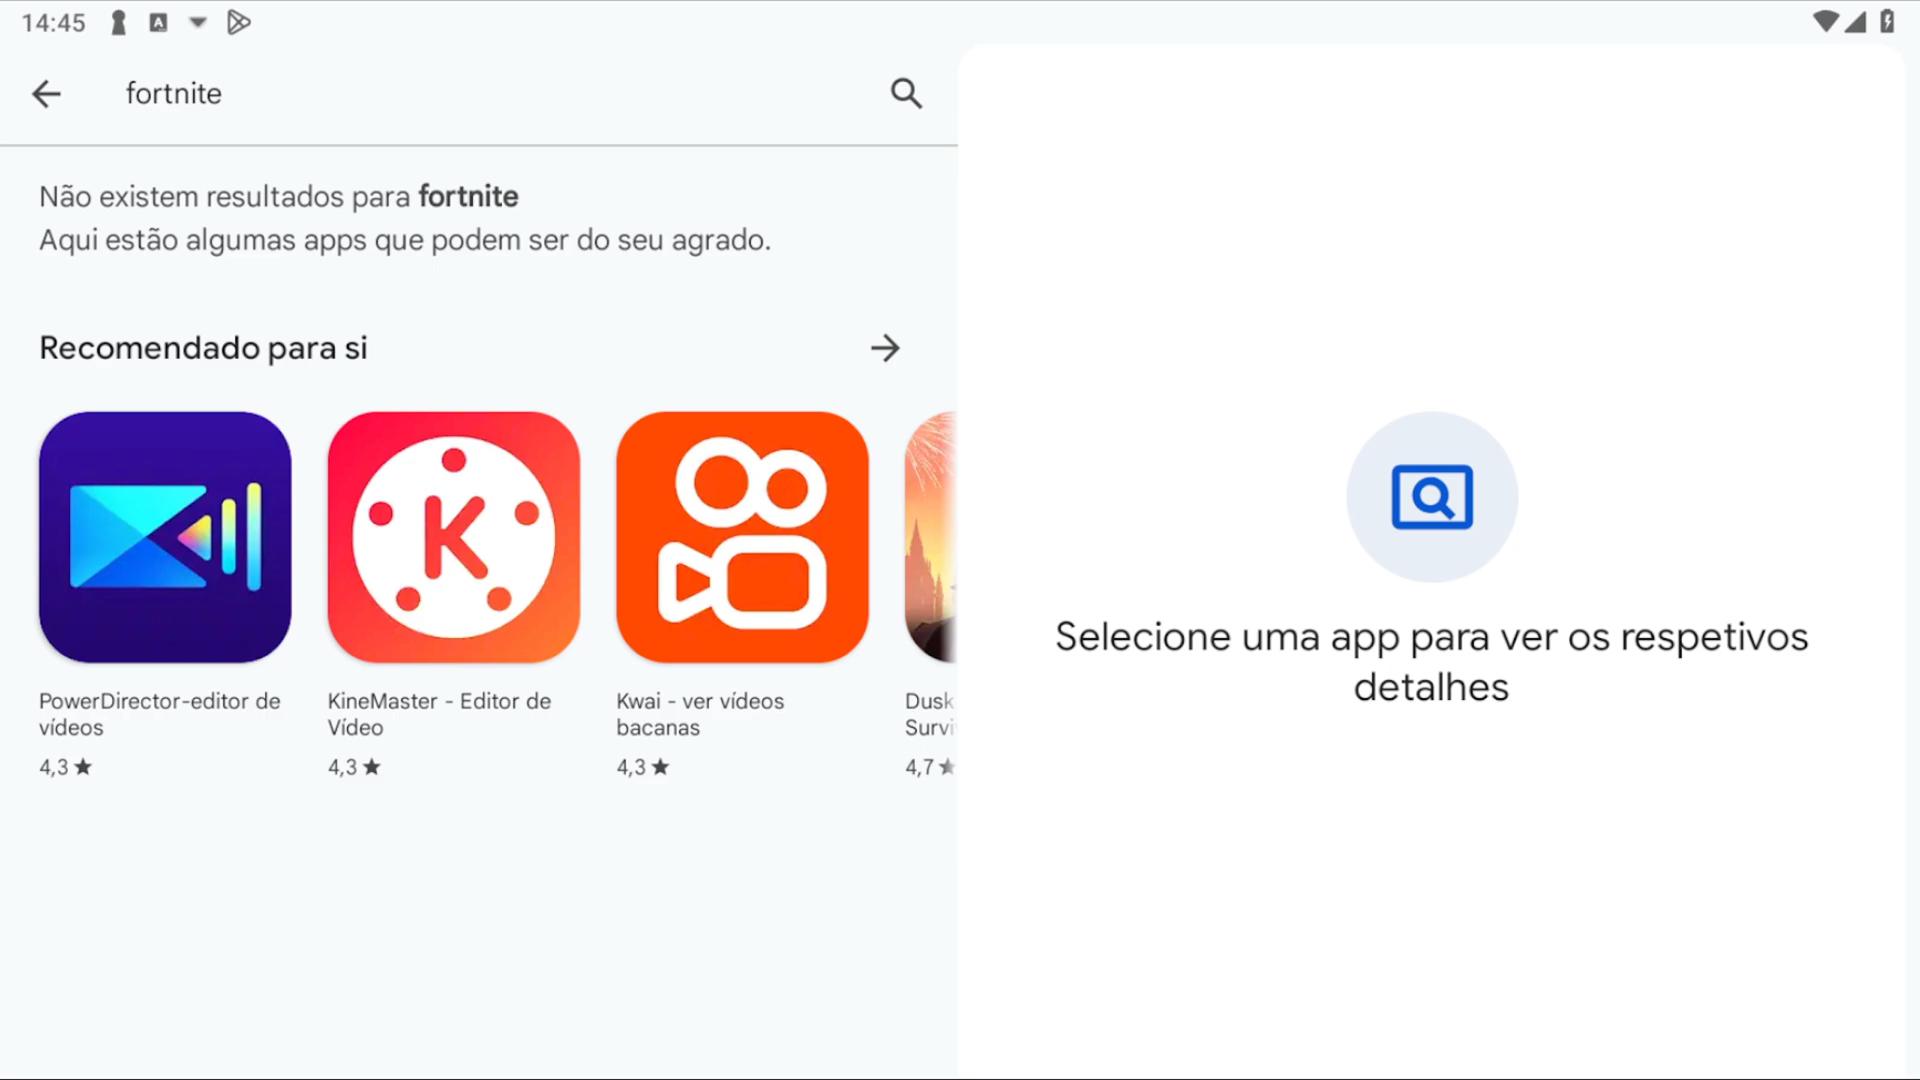 14:45
fortnite
Não existem resultados para fortnite
Aqui estão algumas apps que podem ser do seu agrado.
Recomendado para si
K
PowerDirector-editor de
vídeos
4,3 ★
KineMaster - Editor de
Vídeo
4,3 ★
Kwai - ver vídeos
bacanas
4,3 ★
Dusk
Survi
4,7 ★
Selecione uma app para ver os respetivos
detalhes